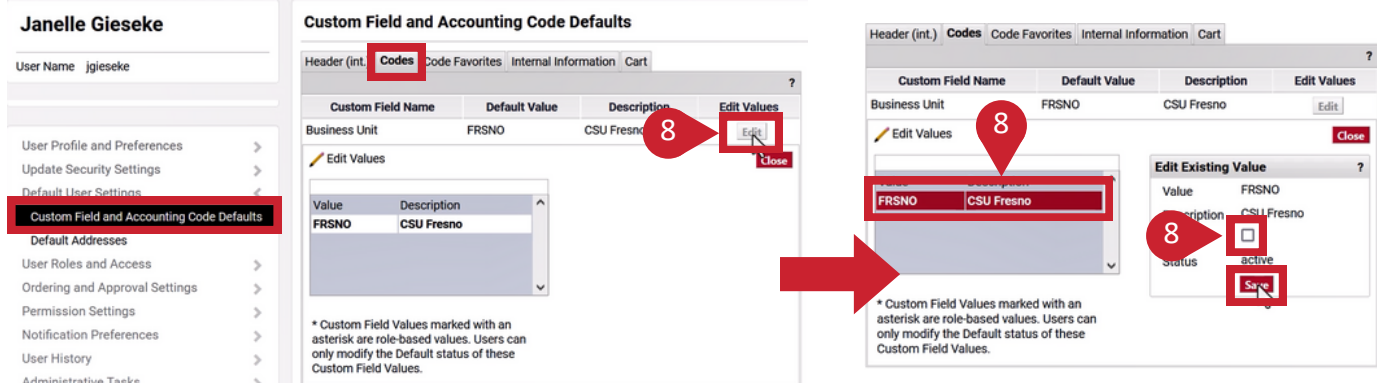 Janelle Gieseke
User Name jgieseke
User Profile and Preferences
Update Security Settings
Default User Settings
Custom Field and Accounting Code Defaults
Default Addresses
User Roles and Access
Ordering and Approval Settings
Permission Settings
Notification Preferences
User History
Administrative Tasks
Custom Field and Accounting Code Defaults
Header (int.) Codes Code Favorites Internal Information Cart
?
Custom Field Name Default Value Description Edit Values
Business Unit FRSNO CSU Fresno Edit
8
Edit Values
Close
Value Description
FRSNO CSU Fresno
* Custom Field Values marked with an
asterisk are role-based values. Users can
only modify the Default status of these
Custom Field Values.
Header (int.) Codes Code Favorites Internal Information Cart
?
Custom Field Name Default Value Description Edit Values
Business Unit FRSNO CSU Fresno Edit
8
Edit Values
Close
Value Description
FRSNO CSU Fresno
Edit Existing Value ?
Value FRSNO
Description CSU Fresno
8
Status active
Save
* Custom Field Values marked with an
asterisk are role-based values. Users can
only modify the Default status of these
Custom Field Values.